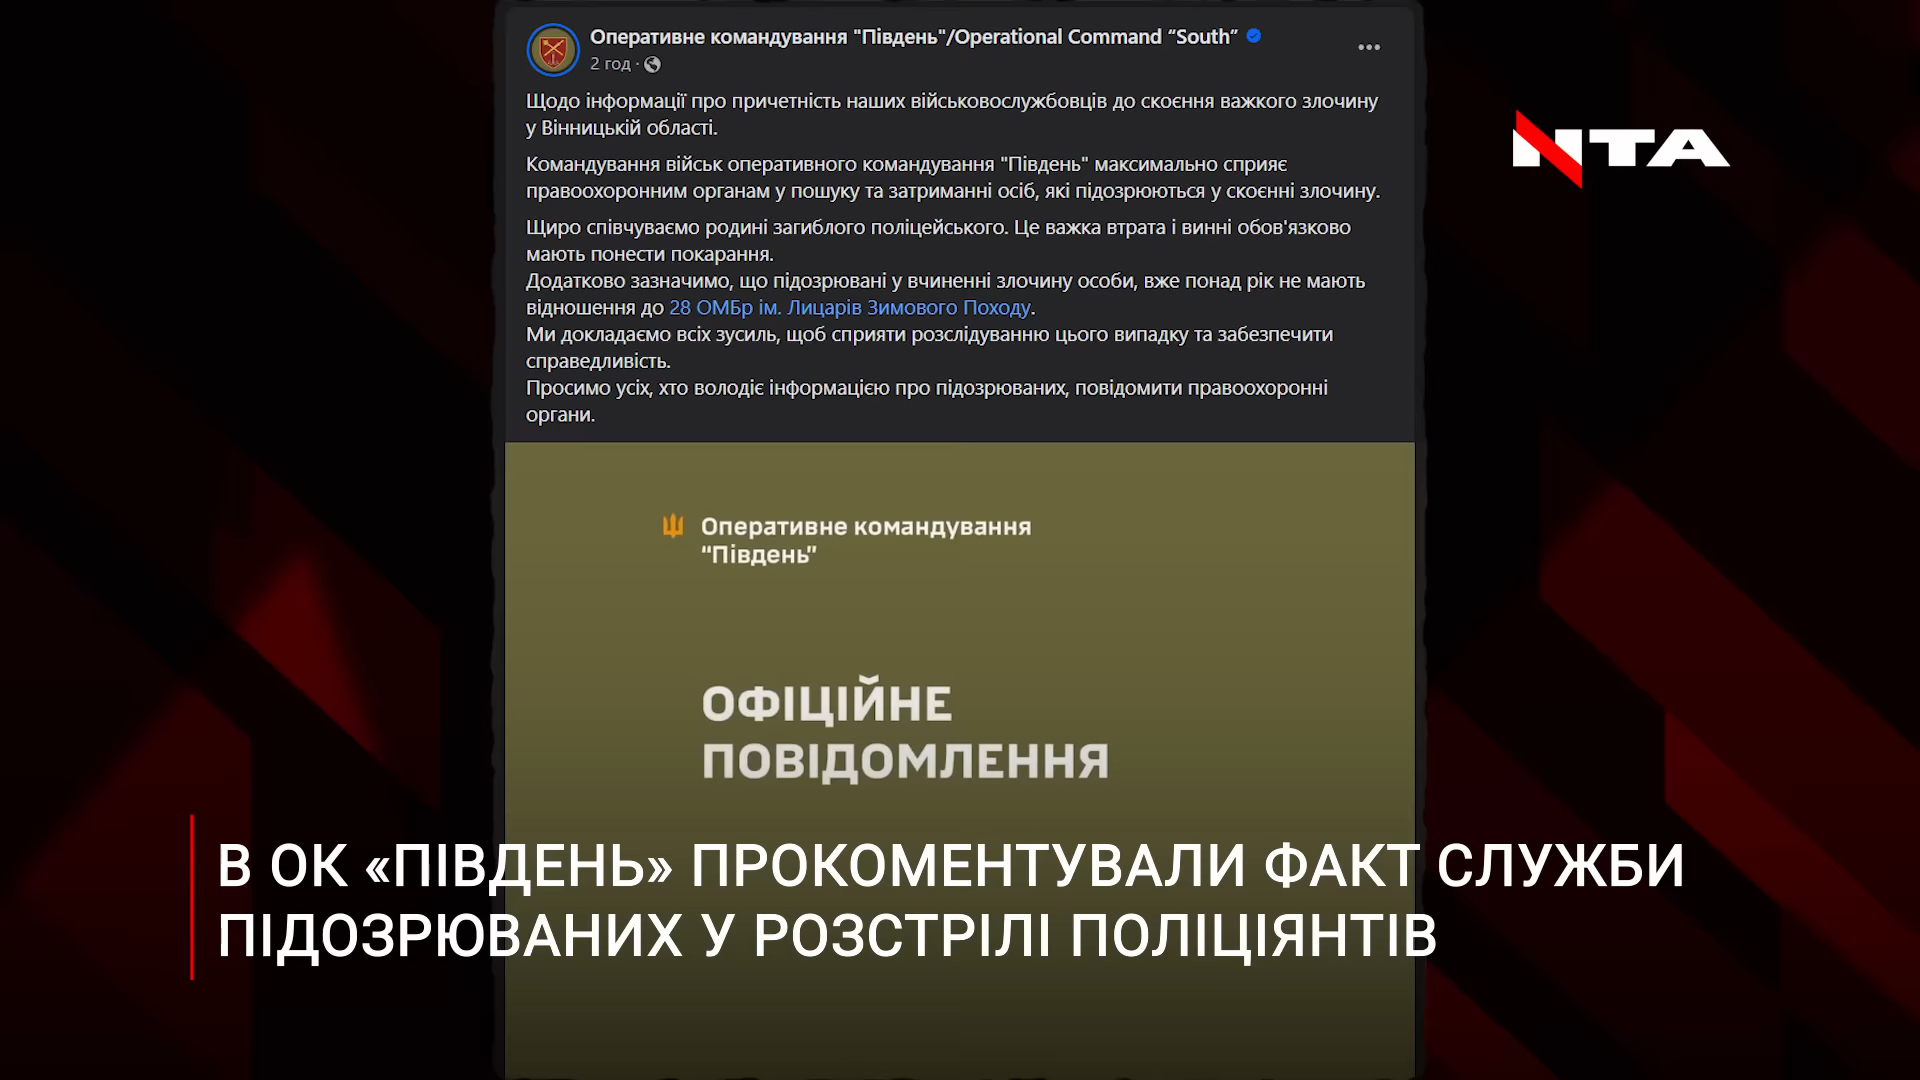 Оперативне командування "Південь"/Operational Command “South”
2 год ·
Щодо інформації про причетність наших військовослужбовців до скоєння важкого злочину
у Вінницькій області.
Командування військ оперативного командування "Південь" максимально сприяє
правоохоронним органам у пошуку та затриманні осіб, які підозрюються у скоєнні злочину.
Щиро співчуваємо родині загиблого поліцейського. Це важка втрата і винні обов'язково
мають понести покарання.
Додатково зазначимо, що підозрювані у вчиненні злочину особи, вже понад рік не мають
відношення до 28 ОМБр ім. Лицарів Зимового Походу.
Ми докладаємо всіх зусиль, щоб сприяти розслідуванню цього випадку та забезпечити
справедливість.
Просимо усіх, хто володіє інформацією про підозрюваних, повідомити правоохоронні
органи.
NTA
Оперативне командування
“Південь”
ОФІЦІЙНЕ
ПОВІДОМЛЕННЯ
В ОК «ПІВДЕНЬ» ПРОКОМЕНТУВАЛИ ФАКТ СЛУЖБИ
ПІДОЗРЮВАНИХ У РОЗСТРІЛІ ПОЛІЦІЯНТІВ